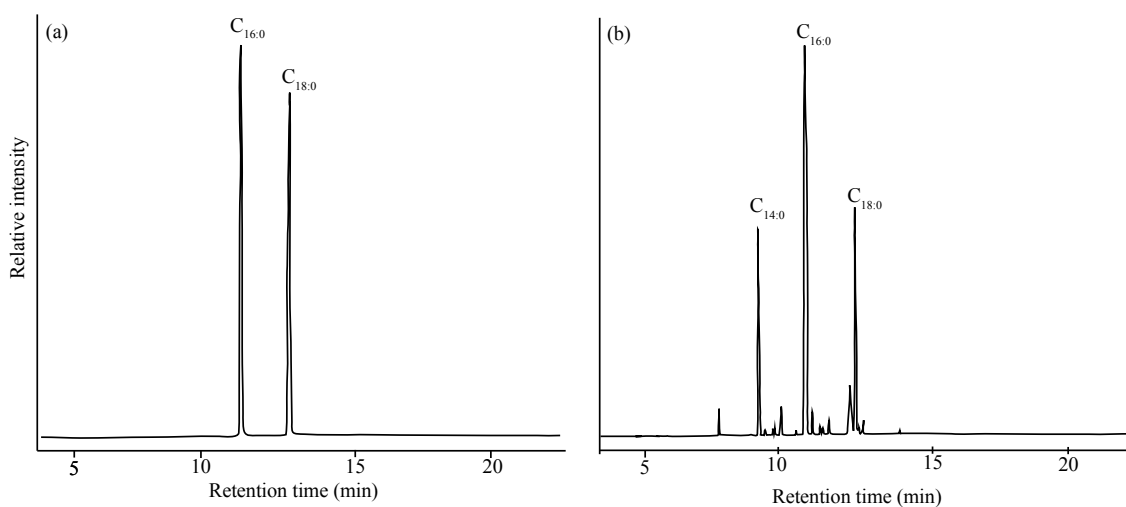 (a)
C16:0
C18:0
Relative intensity
5
10
15
20
Retention time (min)
(b)
C16:0
C14:0
C18:0
5
10
15
20
Retention time (min)